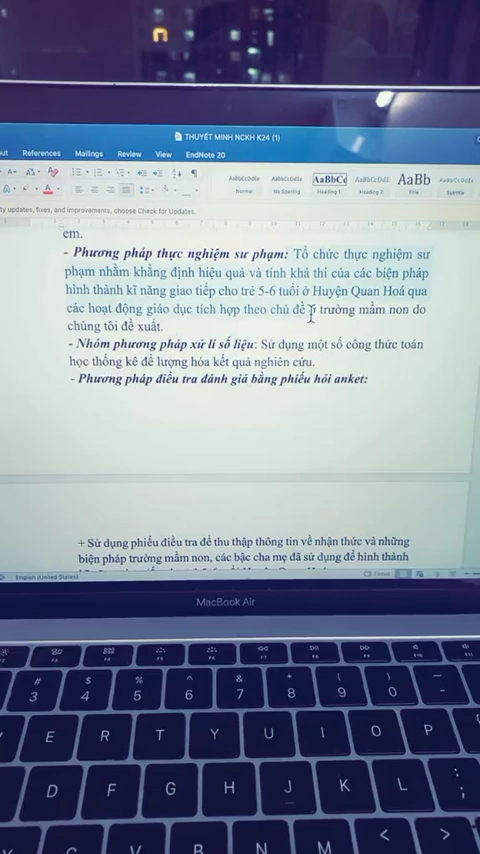 THUYẾT MINH NCKH K24 (1)
References Mailings Review View EndNote 20
AaBbCcDdEe AaBbCcDdEe AaBbCc AaBbCcDdE AaBb AaBbCcDdEe
Normal No Spacing Heading 1 Heading 2 Title Subtitle
updates, fixes, and improvements, choose Check for Updates.
em.
- Phương pháp thực nghiệm sư phạm: Tổ chức thực nghiệm sư
phạm nhằm khẳng định hiệu quả và tính khả thi của các biện pháp
hình thành kĩ năng giao tiếp cho trẻ 5-6 tuổi ở Huyện Quan Hoá qua
các hoạt động giáo dục tích hợp theo chủ đề ở trường mầm non do
chúng tôi đề xuất.
- Nhóm phương pháp xử lí số liệu: Sử dụng một số công thức toán
học thống kê để lượng hóa kết quả nghiên cứu.
- Phương pháp điều tra đánh giá bằng phiếu hỏi anket:
+ Sử dụng phiếu điều tra để thu thập thông tin về nhận thức và những
biện pháp trường mầm non, các bậc cha mẹ đã sử dụng để hình thành
English (United States) Focus
MacBook Air
F3 F4 F5 F6 F7 F8 F9 F10 F11
# $ % ^ & * ( ) —
3 4 5 6 7 8 9 0 -
E R T Y U I O P
D F G H J K L : ;
C V B N M < >